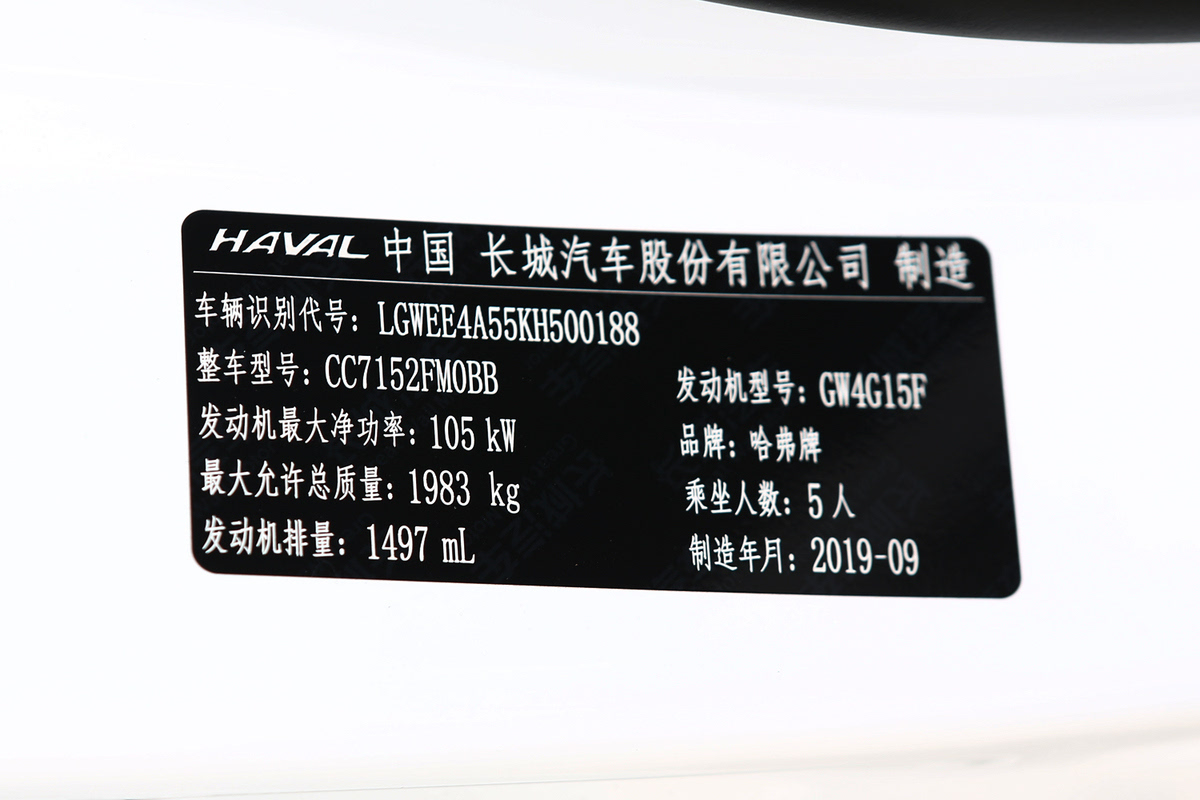 HAVAL 中国 长城汽车股份有限公司 制造
车辆识别代号：LGWEE4A55KH500188
整车型号：CC7152FM0BB
发动机型号：GW4G15F
发动机最大净功率：105 kW
品牌：哈弗牌
最大允许总质量：1983 kg
乘坐人数：5 人
发动机排量：1497 mL
制造年月：2019-09